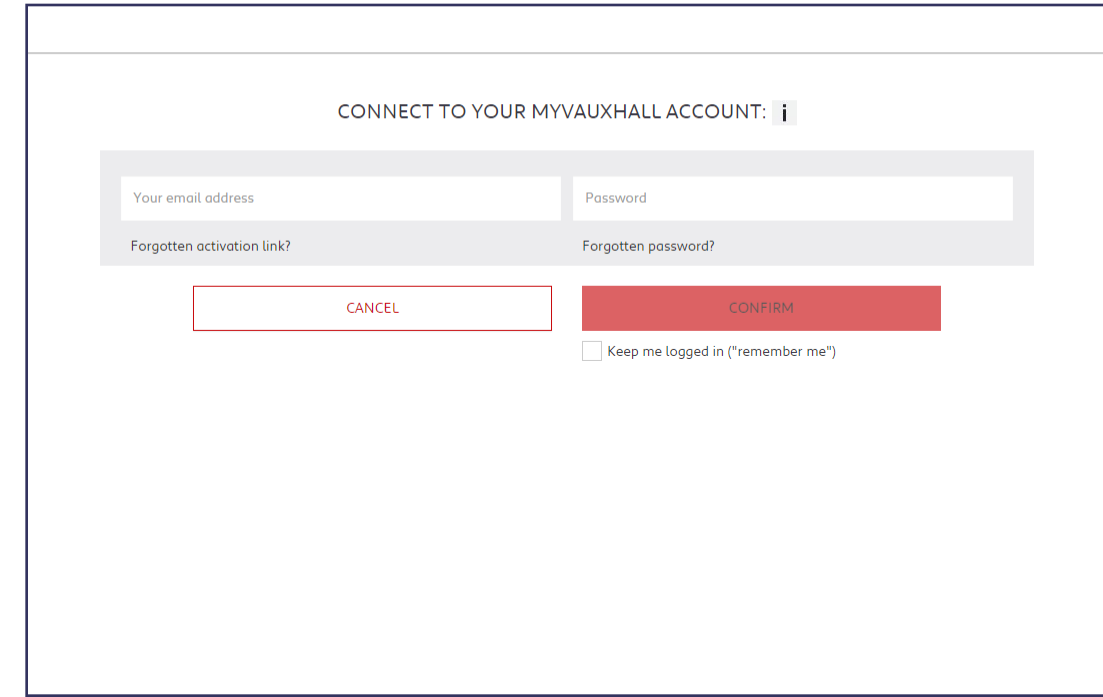 CONNECT TO YOUR MYVAUXHALL ACCOUNT: i
Your email address
Password
Forgotten activation link?
Forgotten password?
CANCEL
CONFIRM
Keep me logged in ("remember me")